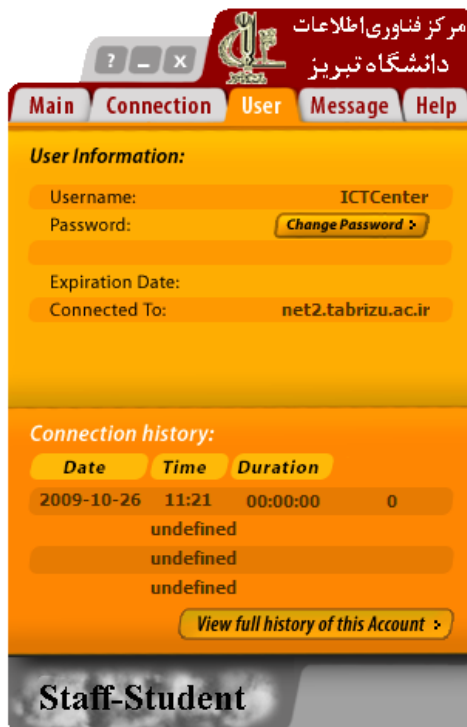 مرکز فناوری اطلاعات
دانشگاه تبریز
? – X
Main Connection User Message Help
User Information:
Username: ICTCenter
Password: Change Password
Expiration Date:
Connected To: net2.tabrizu.ac.ir
Connection history:
Date Time Duration
2009-10-26 11:21 00:00:00 0
undefined
undefined
undefined
View full history of this Account
Staff-Student